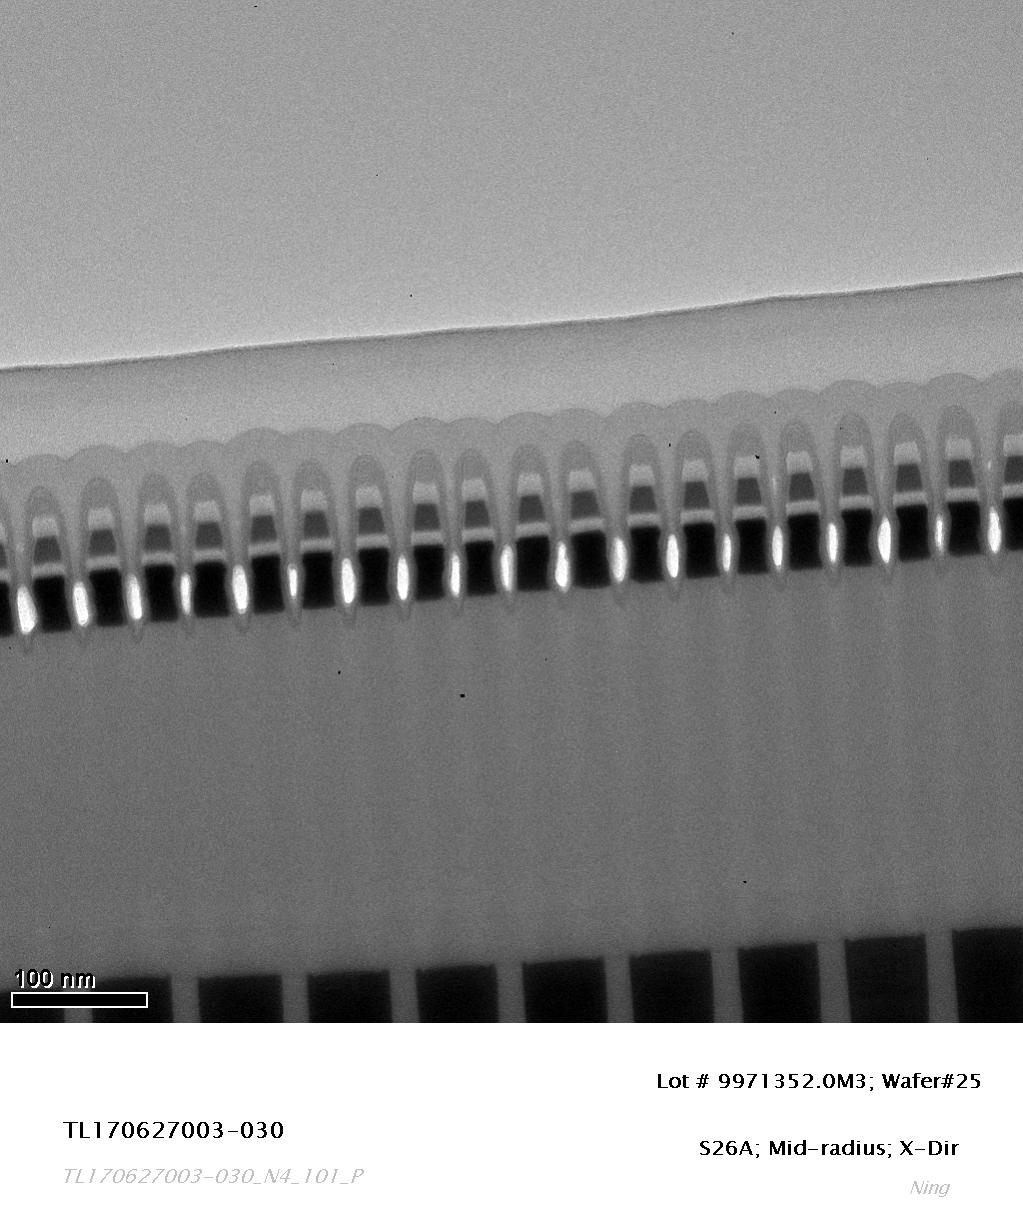 100 nm
Lot # 9971352.0M3; Wafer#25
TL170627003-030
S26A; Mid-radius; X-Dir
TL170627003-030_N4_101_P
Ning